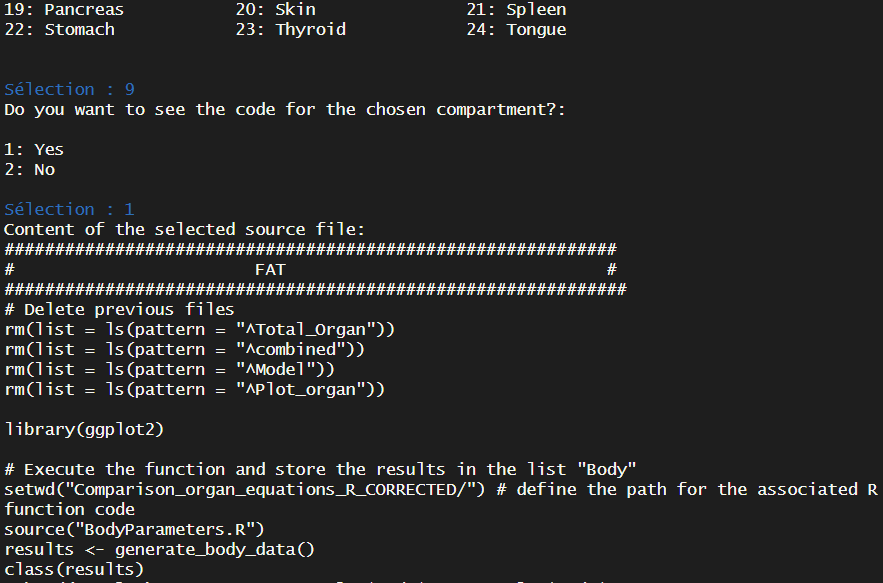 19: Pancreas 20: Skin 21: Spleen
22: Stomach 23: Thyroid 24: Tongue
Sélection : 9
Do you want to see the code for the chosen compartment?:
1: Yes
2: No
Sélection : 1
Content of the selected source file:
#############################################################
# FAT #
##############################################################
# Delete previous files
rm(list = ls(pattern = "^Total_Organ"))
rm(list = ls(pattern = "^combined"))
rm(list = ls(pattern = "^Model"))
rm(list = ls(pattern = "^Plot_organ"))
library(ggplot2)
# Execute the function and store the results in the list "Body"
setwd("Comparison_organ_equations_R_CORRECTED/") # define the path for the associated R
function code
source("BodyParameters.R")
results <- generate_body_data()
class(results)